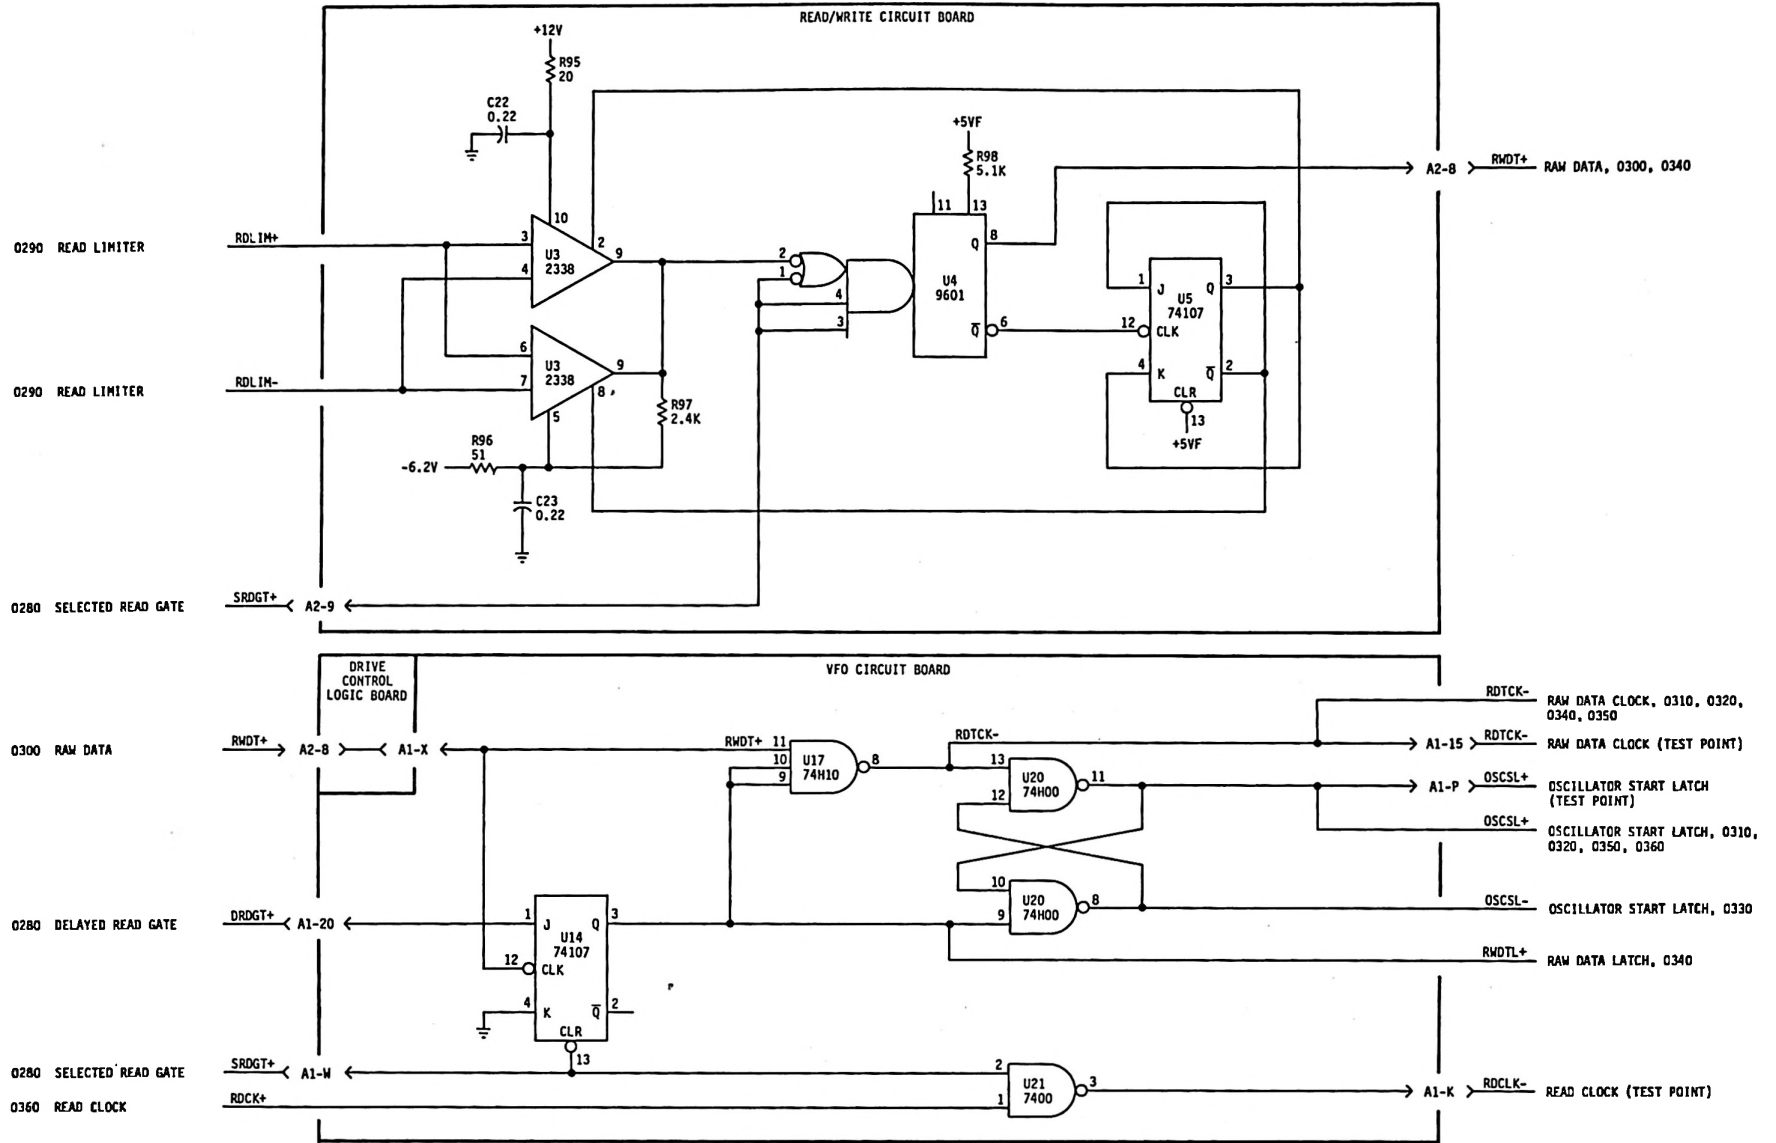 READ/WRITE CIRCUIT BOARD
+12V
R95
20
C22
0.22
+5VF
R98
5.1K
11
13
A2-8
RWDT+
RAW DATA, 0300, 0340
0290 READ LIMITER
RDLIM+
10
3
4
U3
2338
2
9
2
1
4
3
Q
8
U4
9601
Q
6
1
J
Q
3
U5
74107
12
CLK
4
K
Q
2
CLR
13
+5VF
0290 READ LIMITER
RDLIM-
6
7
U3
2338
9
8
5
R97
2.4K
R96
51
-6.2V
C23
0.22
0280 SELECTED READ GATE
SRDGT+
A2-9
DRIVE
CONTROL
LOGIC BOARD
VFO CIRCUIT BOARD
RDTCK-
RAW DATA CLOCK, 0310, 0320,
0340, 0350
0300 RAW DATA
RWDT+
A2-8
A1-X
RWDT+
11
10
9
U17
74H10
8
RDTCK-
A1-15
RDTCK-
RAW DATA CLOCK (TEST POINT)
13
12
U20
74H00
11
A1-P
OSCSL+
OSCILLATOR START LATCH
(TEST POINT)
OSCSL+
OSCILLATOR START LATCH, 0310,
0320, 0350, 0360
10
9
U20
74H00
8
OSCSL-
OSCILLATOR START LATCH, 0330
0280 DELAYED READ GATE
DRDGT+
A1-20
1
J
Q
3
U14
74107
12
CLK
4
K
Q
2
CLR
13
RWDTL+
RAW DATA LATCH, 0340
0280 SELECTED READ GATE
SRDGT+
A1-W
2
1
U21
7400
3
A1-K
RDCLK-
READ CLOCK (TEST POINT)
0360 READ CLOCK
RDCK+